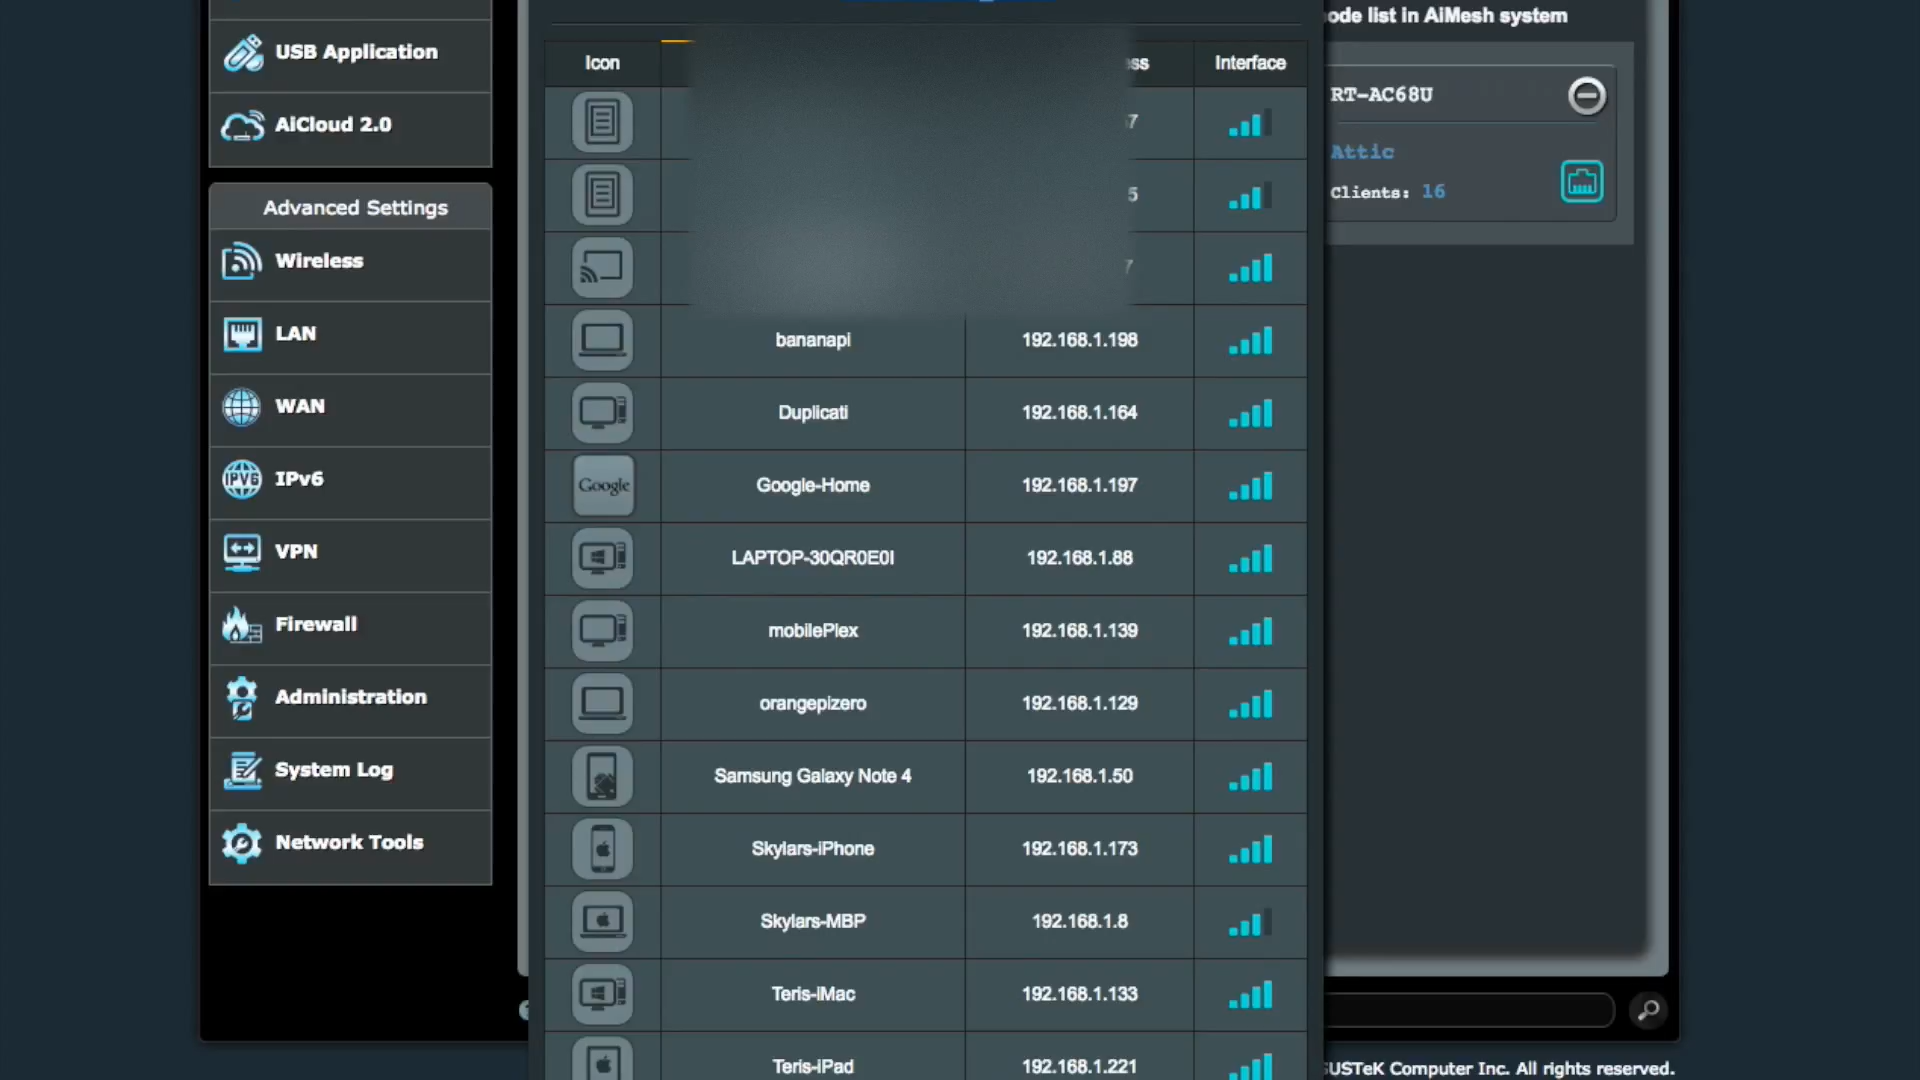 USB Application
AiCloud 2.0
Advanced Settings
Wireless
LAN
WAN
IPv6
VPN
Firewall
Administration
System Log
Network Tools
Icon
Interface
bananapi 192.168.1.198
Duplicati 192.168.1.164
Google
Google-Home 192.168.1.197
LAPTOP-30QR0E0I 192.168.1.88
mobilePlex 192.168.1.139
orangepizero 192.168.1.129
Samsung Galaxy Note 4 192.168.1.50
Skylars-iPhone 192.168.1.173
Skylars-MBP 192.168.1.8
Teris-iMac 192.168.1.133
Teris-iPad 192.168.1.221
list in AiMesh system
RT-AC68U
Attic
Clients: 16
Computer Inc. All rights reserved.